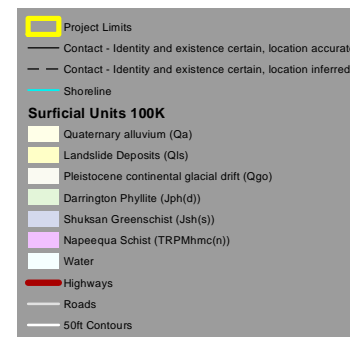 Project Limits
Contact - Identity and existence certain, location accurat
Contact - Identity and existence certain, location inferred
Shoreline
Surficial Units 100K
Quaternary alluvium (Qa)
Landslide Deposits (Qls)
Pleistocene continental glacial drift (Qgo)
Darrington Phyllite (Jph(d))
Shuksan Greenschist (Jsh(s))
Napeequa Schist (TRPMhmc(n))
Water
Highways
Roads
50ft Contours